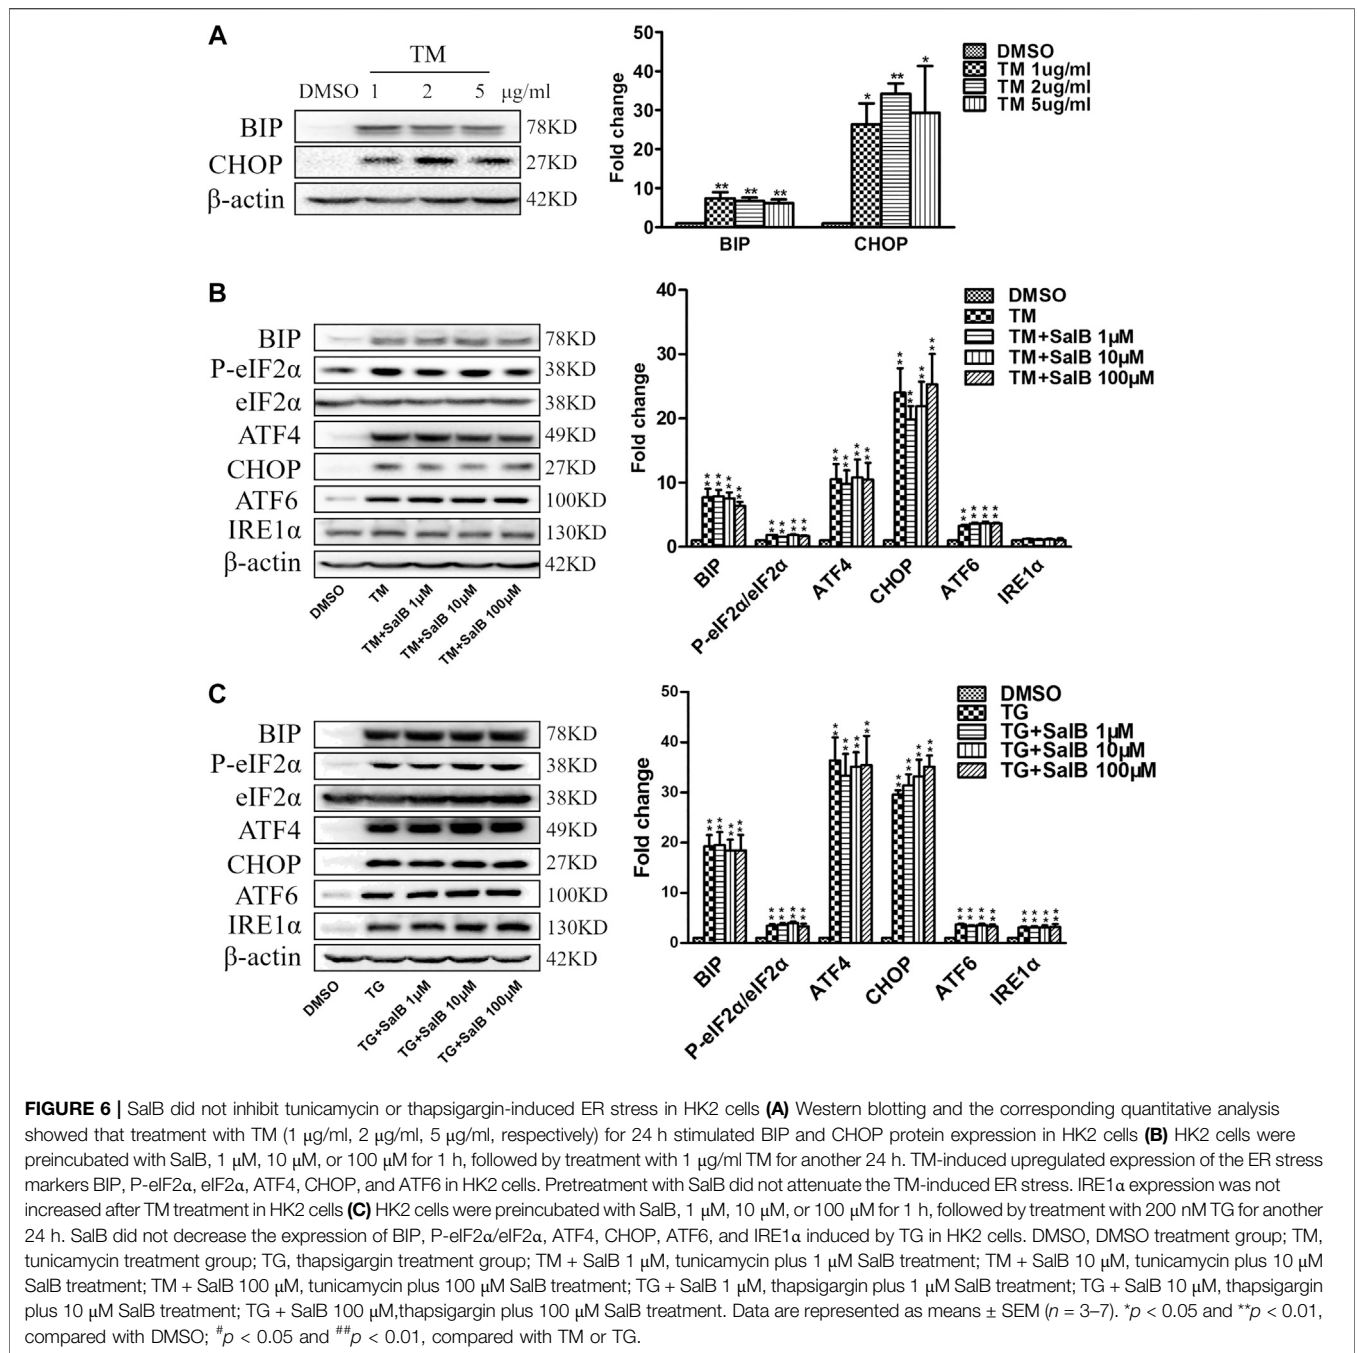 A
TM
DMSO 1 2 5 μg/ml
BIP 78KD
CHOP 27KD
β-actin 42KD
Fold change
50
40
30
20
10
0
* ** *
** ** **
BIP CHOP
DMSO
TM 1ug/ml
TM 2ug/ml
TM 5ug/ml
B
BIP 78KD
P-eIF2α 38KD
eIF2α 38KD
ATF4 49KD
CHOP 27KD
ATF6 100KD
IRE1α 130KD
β-actin 42KD
DMSO TM TM+SalB 1μM TM+SalB 10μM TM+SalB 100μM
Fold change
40
30
20
10
0
** ** ** **
** ** ** **
** ** ** **
** ** ** **
** ** ** **
BIP P-eIF2α/eIF2α ATF4 CHOP ATF6 IRE1α
DMSO
TM
TM+SalB 1μM
TM+SalB 10μM
TM+SalB 100μM
C
BIP 78KD
P-eIF2α 38KD
eIF2α 38KD
ATF4 49KD
CHOP 27KD
ATF6 100KD
IRE1α 130KD
β-actin 42KD
DMSO TG TG+SalB 1μM TG+SalB 10μM TG+SalB 100μM
Fold change
50
40
30
20
10
0
** ** ** **
** ** ** **
** ** ** **
** ** ** **
** ** ** **
** ** ** **
BIP P-eIF2α/eIF2α ATF4 CHOP ATF6 IRE1α
DMSO
TG
TG+SalB 1μM
TG+SalB 10μM
TG+SalB 100μM
FIGURE 6 | SalB did not inhibit tunicamycin or thapsigargin-induced ER stress in HK2 cells (A) Western blotting and the corresponding quantitative analysis
showed that treatment with TM (1 μg/ml, 2 μg/ml, 5 μg/ml, respectively) for 24 h stimulated BIP and CHOP protein expression in HK2 cells (B) HK2 cells were
preincubated with SalB, 1 μM, 10 μM, or 100 μM for 1 h, followed by treatment with 1 μg/ml TM for another 24 h. TM-induced upregulated expression of the ER stress
markers BIP, P-eIF2α, eIF2α, ATF4, CHOP, and ATF6 in HK2 cells. Pretreatment with SalB did not attenuate the TM-induced ER stress. IRE1α expression was not
increased after TM treatment in HK2 cells (C) HK2 cells were preincubated with SalB, 1 μM, 10 μM, or 100 μM for 1 h, followed by treatment with 200 nM TG for another
24 h. SalB did not decrease the expression of BIP, P-eIF2α/eIF2α, ATF4, CHOP, ATF6, and IRE1α induced by TG in HK2 cells. DMSO, DMSO treatment group; TM,
tunicamycin treatment group; TG, thapsigargin treatment group; TM + SalB 1 μM, tunicamycin plus 1 μM SalB treatment; TM + SalB 10 μM, tunicamycin plus 10 μM
SalB treatment; TM + SalB 100 μM, tunicamycin plus 100 μM SalB treatment; TG + SalB 1 μM, thapsigargin plus 1 μM SalB treatment; TG + SalB 10 μM, thapsigargin
plus 10 μM SalB treatment; TG + SalB 100 μM,thapsigargin plus 100 μM SalB treatment. Data are represented as means ± SEM (n = 3–7). *p < 0.05 and **p < 0.01,
compared with DMSO; #p < 0.05 and ##p < 0.01, compared with TM or TG.